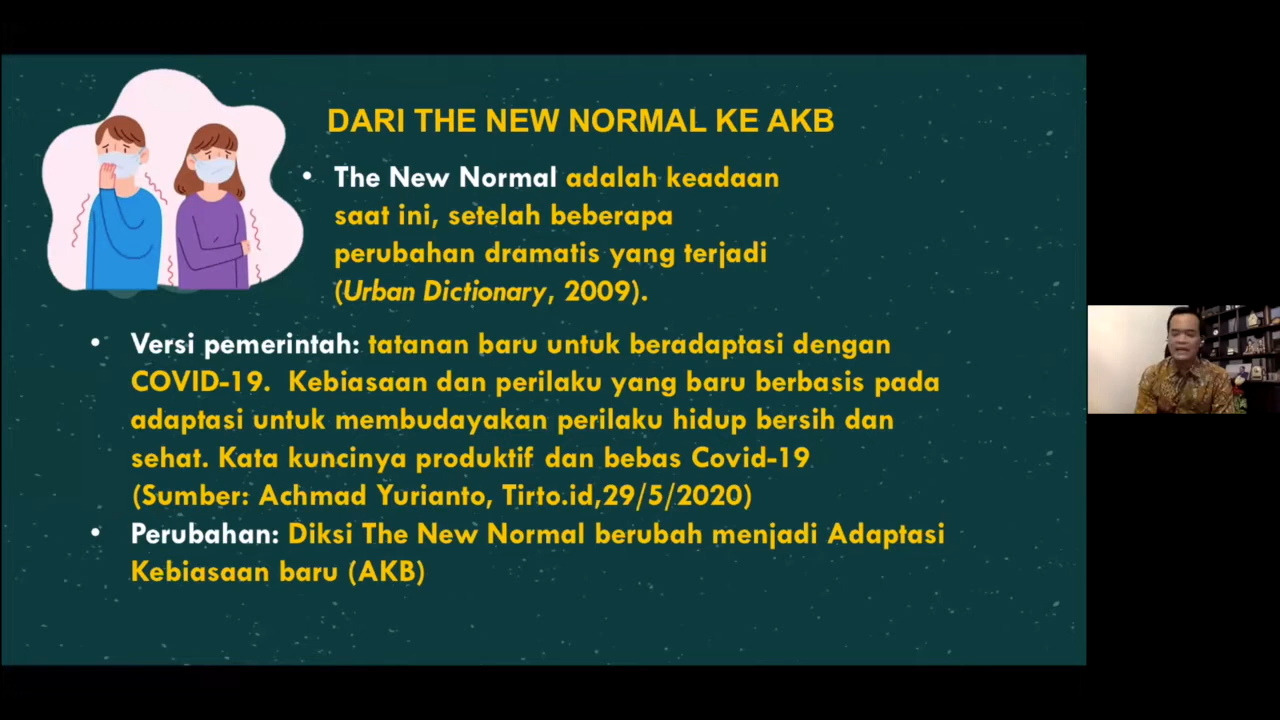 DARI THE NEW NORMAL KE AKB
• The New Normal adalah keadaan
saat ini, setelah beberapa
perubahan dramatis yang terjadi
(Urban Dictionary, 2009).
• Versi pemerintah: tatanan baru untuk beradaptasi dengan
COVID-19. Kebiasaan dan perilaku yang baru berbasis pada
adaptasi untuk membudayakan perilaku hidup bersih dan
sehat. Kata kuncinya produktif dan bebas Covid-19
(Sumber: Achmad Yurianto, Tirto.id,29/5/2020)
• Perubahan: Diksi The New Normal berubah menjadi Adaptasi
Kebiasaan baru (AKB)